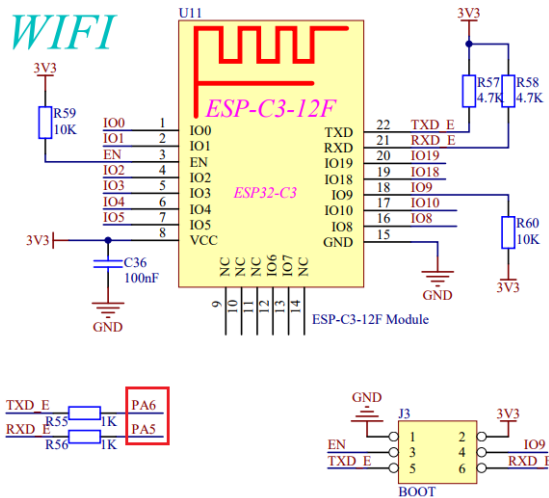 WIFI
U11
3V3
R59
10K
ESP-C3-12F
ESP32-C3
IO0 1 IO0
IO1 2 IO1
EN 3 EN
IO2 4 IO2
IO3 5 IO3
IO4 6 IO4
IO5 7 IO5
3V3 8 VCC
C36
100nF
GND
3V3
R57 R58
4.7K 4.7K
TXD 22 TXD_E
RXD 21 RXD_E
IO19 20 IO19
IO18 19 IO18
IO9 18 IO9
IO10 17 IO10
IO8 16 IO8
GND 15
R60
10K
GND
3V3
NC NC NC IO6 IO7 NC
9 10 11 12 13 14
ESP-C3-12F Module
TXD_E R55 1K PA6
RXD_E R56 1K PA5
GND J3 3V3
1 2
EN 3 4 IO9
TXD_E 5 6 RXD_E
BOOT